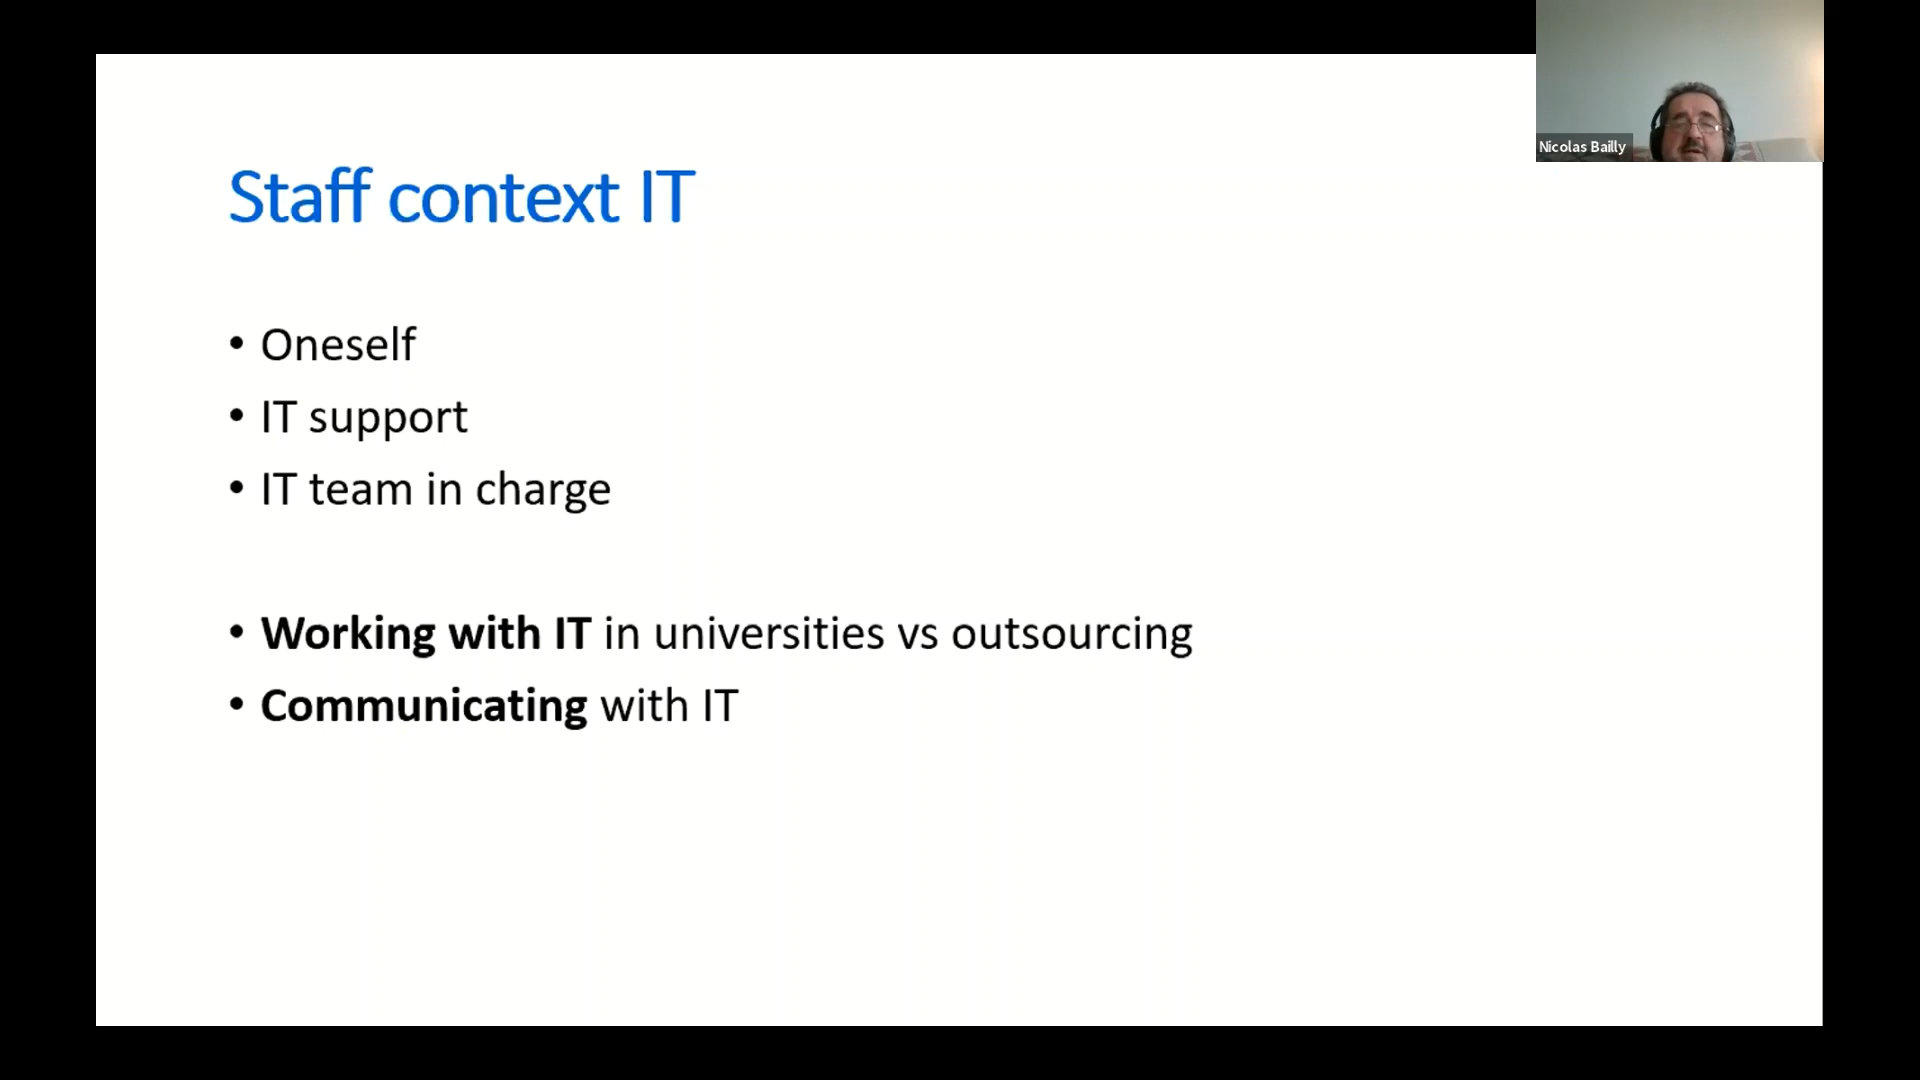 Nicolas Bailly
Staff context IT
• Oneself
• IT support
• IT team in charge
• Working with IT in universities vs outsourcing
• Communicating with IT